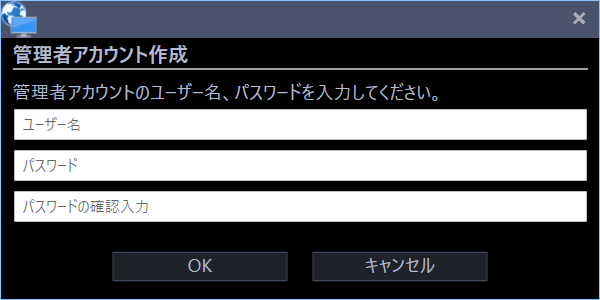 管理者アカウント作成
管理者アカウントのユーザー名、パスワードを入力してください。
ユーザー名
パスワード
パスワードの確認入力
OK
キャンセル